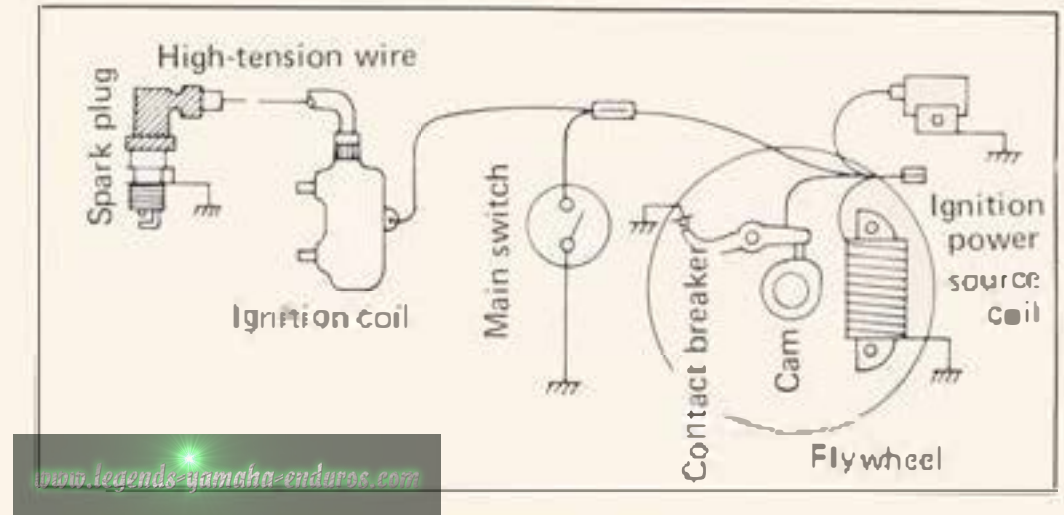 High-tension wire
Spark plug
Ignition coil
Main switch
Contact breaker
Cam
Flywheel
Ignition
power
source
coil
www.legends-yamaha-enduros.com